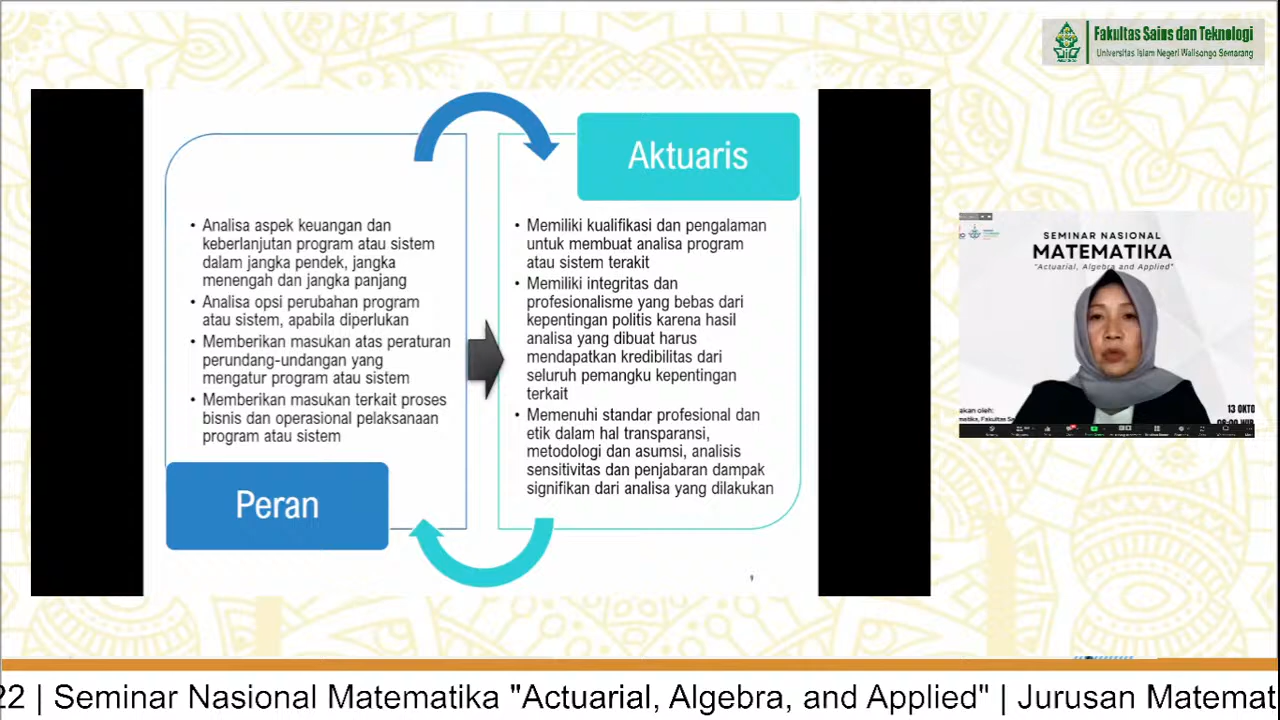 Fakultas Sains dan Teknologi
Universitas Islam Negeri Walisongo Semarang
Aktuaris
• Analisa aspek keuangan dan
keberlanjutan program atau sistem
dalam jangka pendek, jangka
menengah dan jangka panjang
• Analisa opsi perubahan program
atau sistem, apabila diperlukan
• Memberikan masukan atas peraturan
perundang-undangan yang
mengatur program atau sistem
• Memberikan masukan terkait proses
bisnis dan operasional pelaksanaan
program atau sistem
Peran
• Memiliki kualifikasi dan pengalaman
untuk membuat analisa program
atau sistem terakit
• Memiliki integritas dan
profesionalisme yang bebas dari
kepentingan politis karena hasil
analisa yang dibuat harus
mendapatkan kredibilitas dari
seluruh pemangku kepentingan
terkait
• Memenuhi standar profesional dan
etik dalam hal transparansi,
metodologi dan asumsi, analisis
sensitivitas dan penjabaran dampak
signifikan dari analisa yang dilakukan
SEMINAR NASIONAL
MATEMATIKA
"Actuarial, Algebra and Applied"
akan oleh:
matika, Fakultas Sa
13 OKTO
22 | Seminar Nasional Matematika "Actuarial, Algebra, and Applied" | Jurusan Matemat